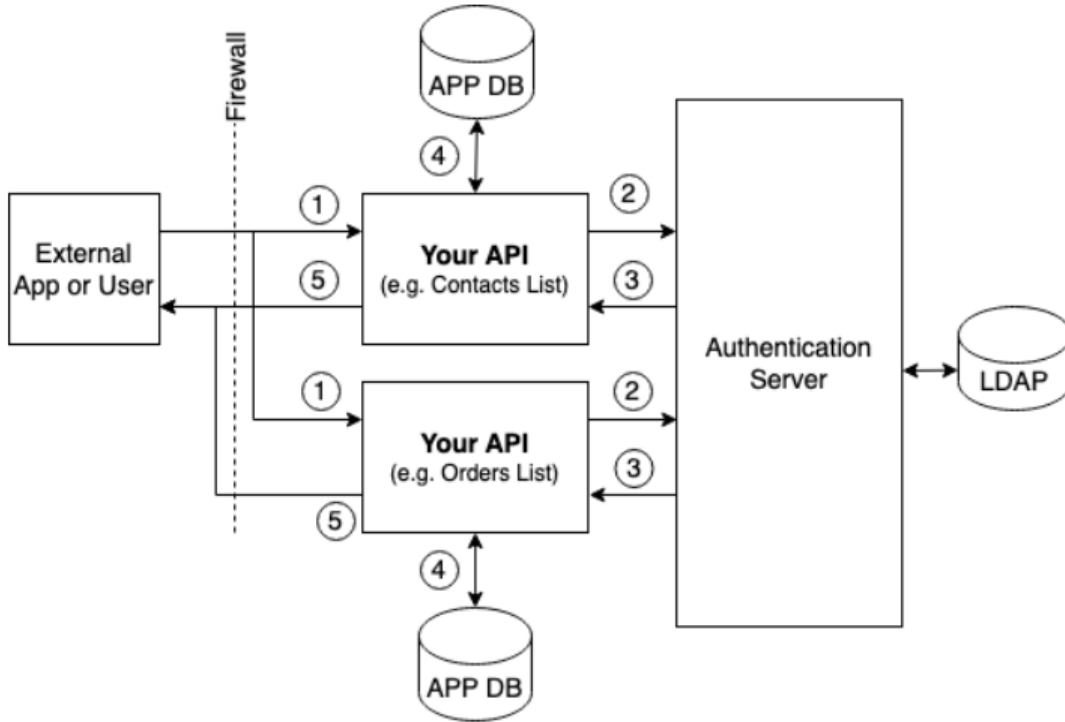 APP DB
Firewall
4
1
2
External
App or User
Your API
(e.g. Contacts List)
5
3
Authentication
Server
LDAP
1
2
Your API
(e.g. Orders List)
3
5
4
APP DB